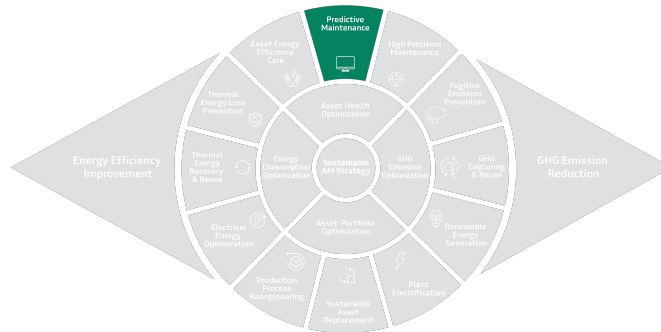 Predictive
Maintenance
Asset Energy
Efficiency
Care
High Precision
Maintenance
Thermal
Energy Loss
Prevention
Fugitive
Emission
Prevention
Asset Health
Optimization
Energy Efficiency
Improvement
Thermal
Energy
Recovery
& Reuse
Energy
Consumption
Optimization
Sustainable
AM Strategy
GHG
Emission
Optimization
GHG
Capturing
& Reuse
GHG Emission
Reduction
Asset Portfolio
Optimization
Electrical
Energy
Optimization
Renewable
Energy
Generation
Production
Process
Reengineering
Sustainable
Asset
Replacement
Plant
Electrification